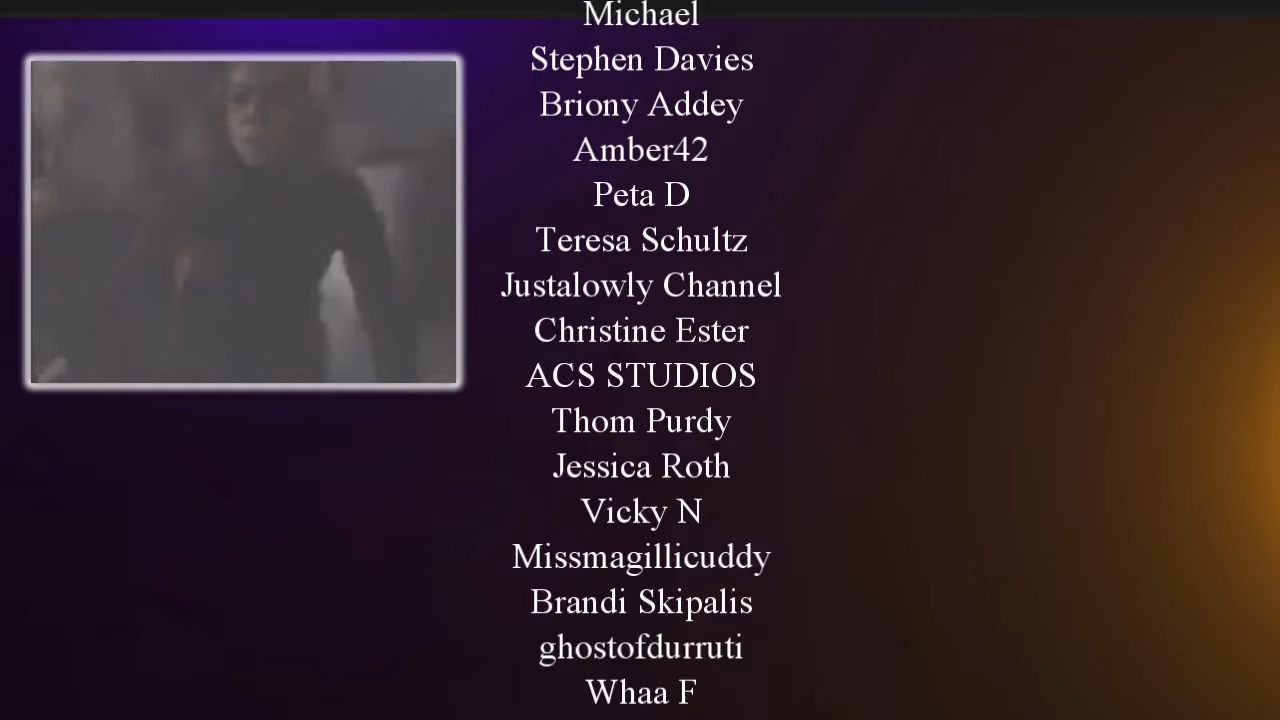 Michael
Stephen Davies
Briony Addey
Amber42
Peta D
Teresa Schultz
Justalowly Channel
Christine Ester
ACS STUDIOS
Thom Purdy
Jessica Roth
Vicky N
Missmagillicuddy
Brandi Skipalis
ghostofdurruti
Whaa F